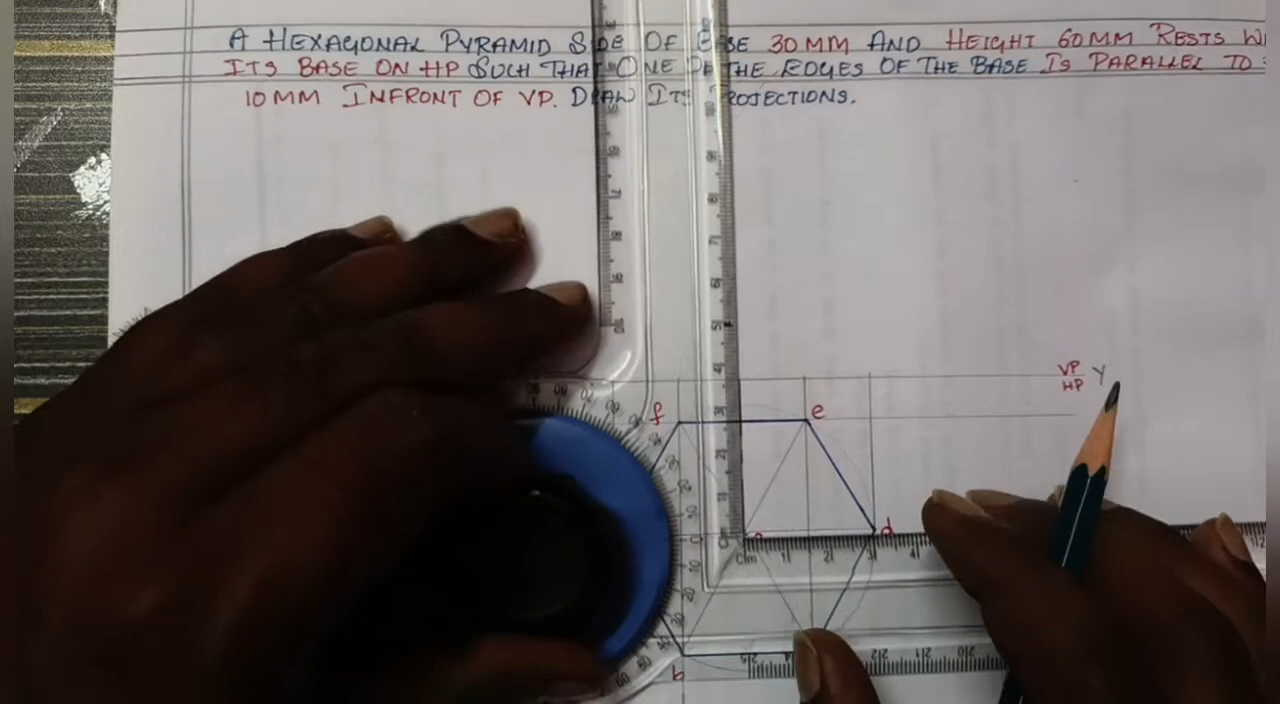 A HEXAGONAL PYRAMID SIDE OF BASE 30 MM AND HEIGHT 60 MM RESTS
ITS BASE ON HP SUCH THAT ONE OF THE EDGES OF THE BASE IS PARALLEL TO
10 MM INFRONT OF VP. DRAW ITS PROJECTIONS.
VP Y
HP
f e
d
b